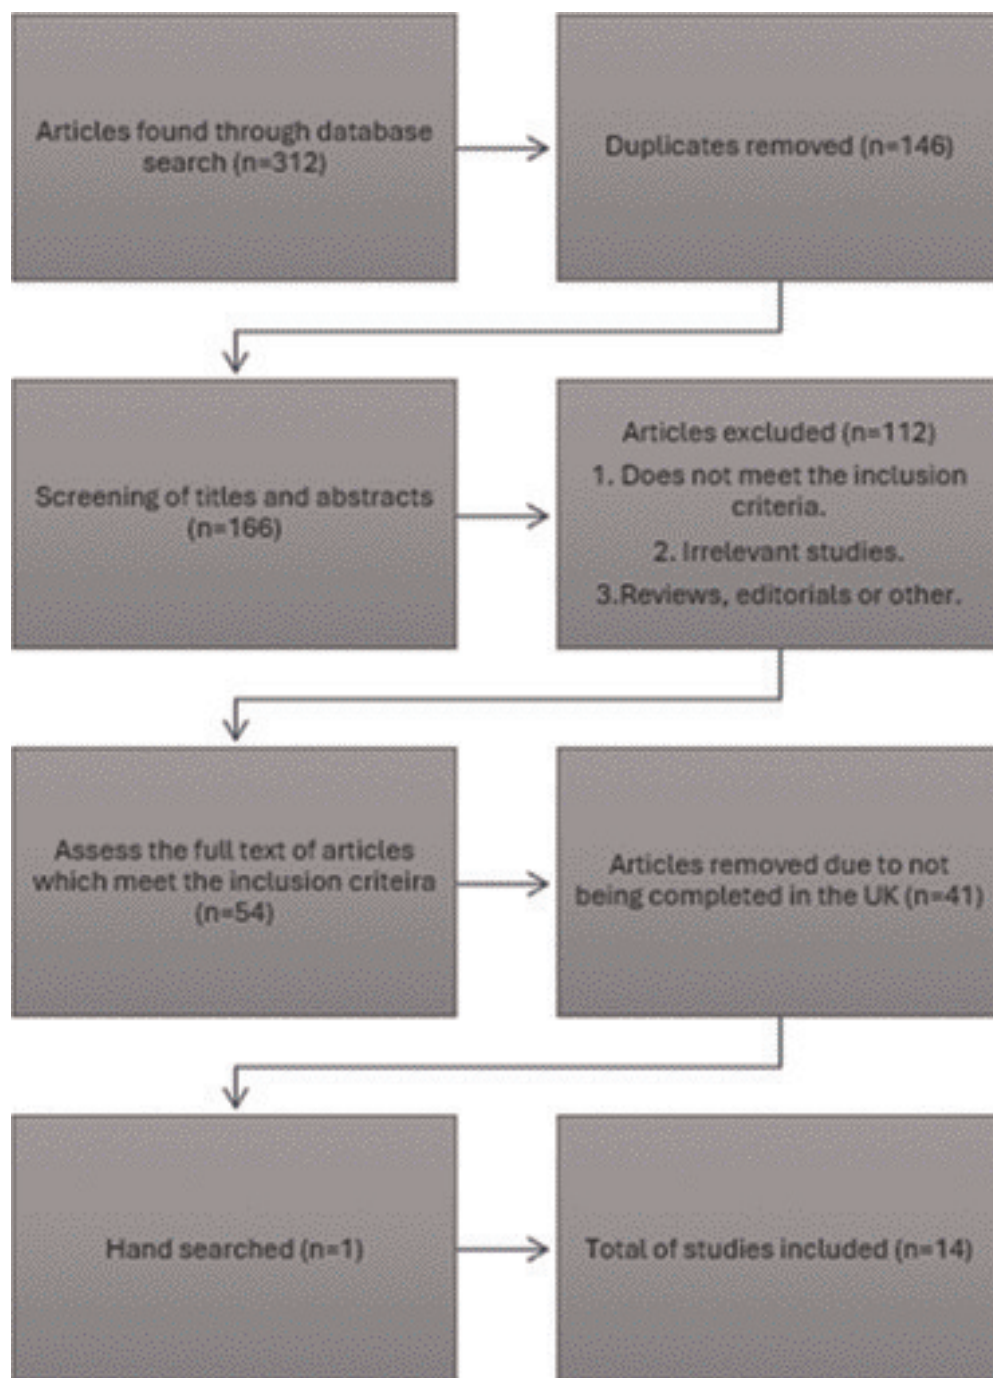 Articles found through database
search (n=312)
Duplicates removed (n=146)
Screening of titles and abstracts
(n=166)
Articles excluded (n=112)
1. Does not meet the inclusion
criteria.
2. Irrelevant studies.
3.Reviews, editorials or other.
Assess the full text of articles
which meet the inclusion criteira
(n=54)
Articles removed due to not
being completed in the UK (n=41)
Hand searched (n=1)
Total of studies included (n=14)